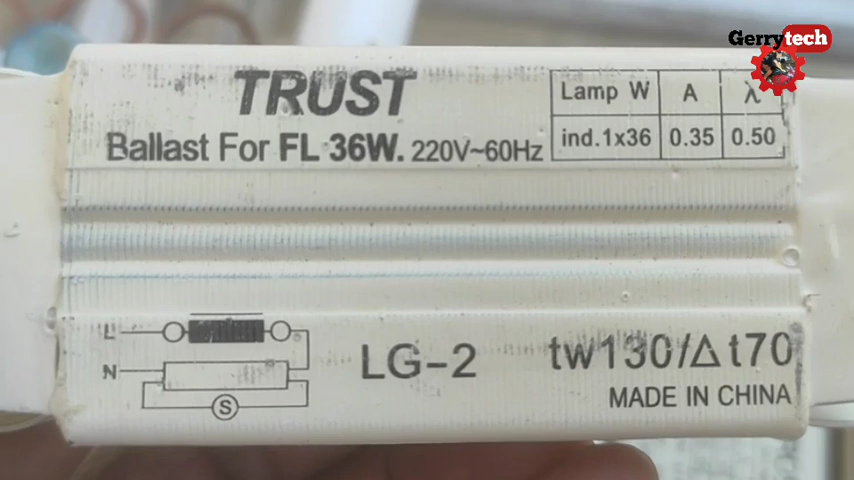 Gerrytech
TRUST
Ballast For FL 36W. 220V~60Hz
Lamp W A λ
ind.1x36 0.35 0.50
L
N
S
LG-2
tw130/Δt70
MADE IN CHINA